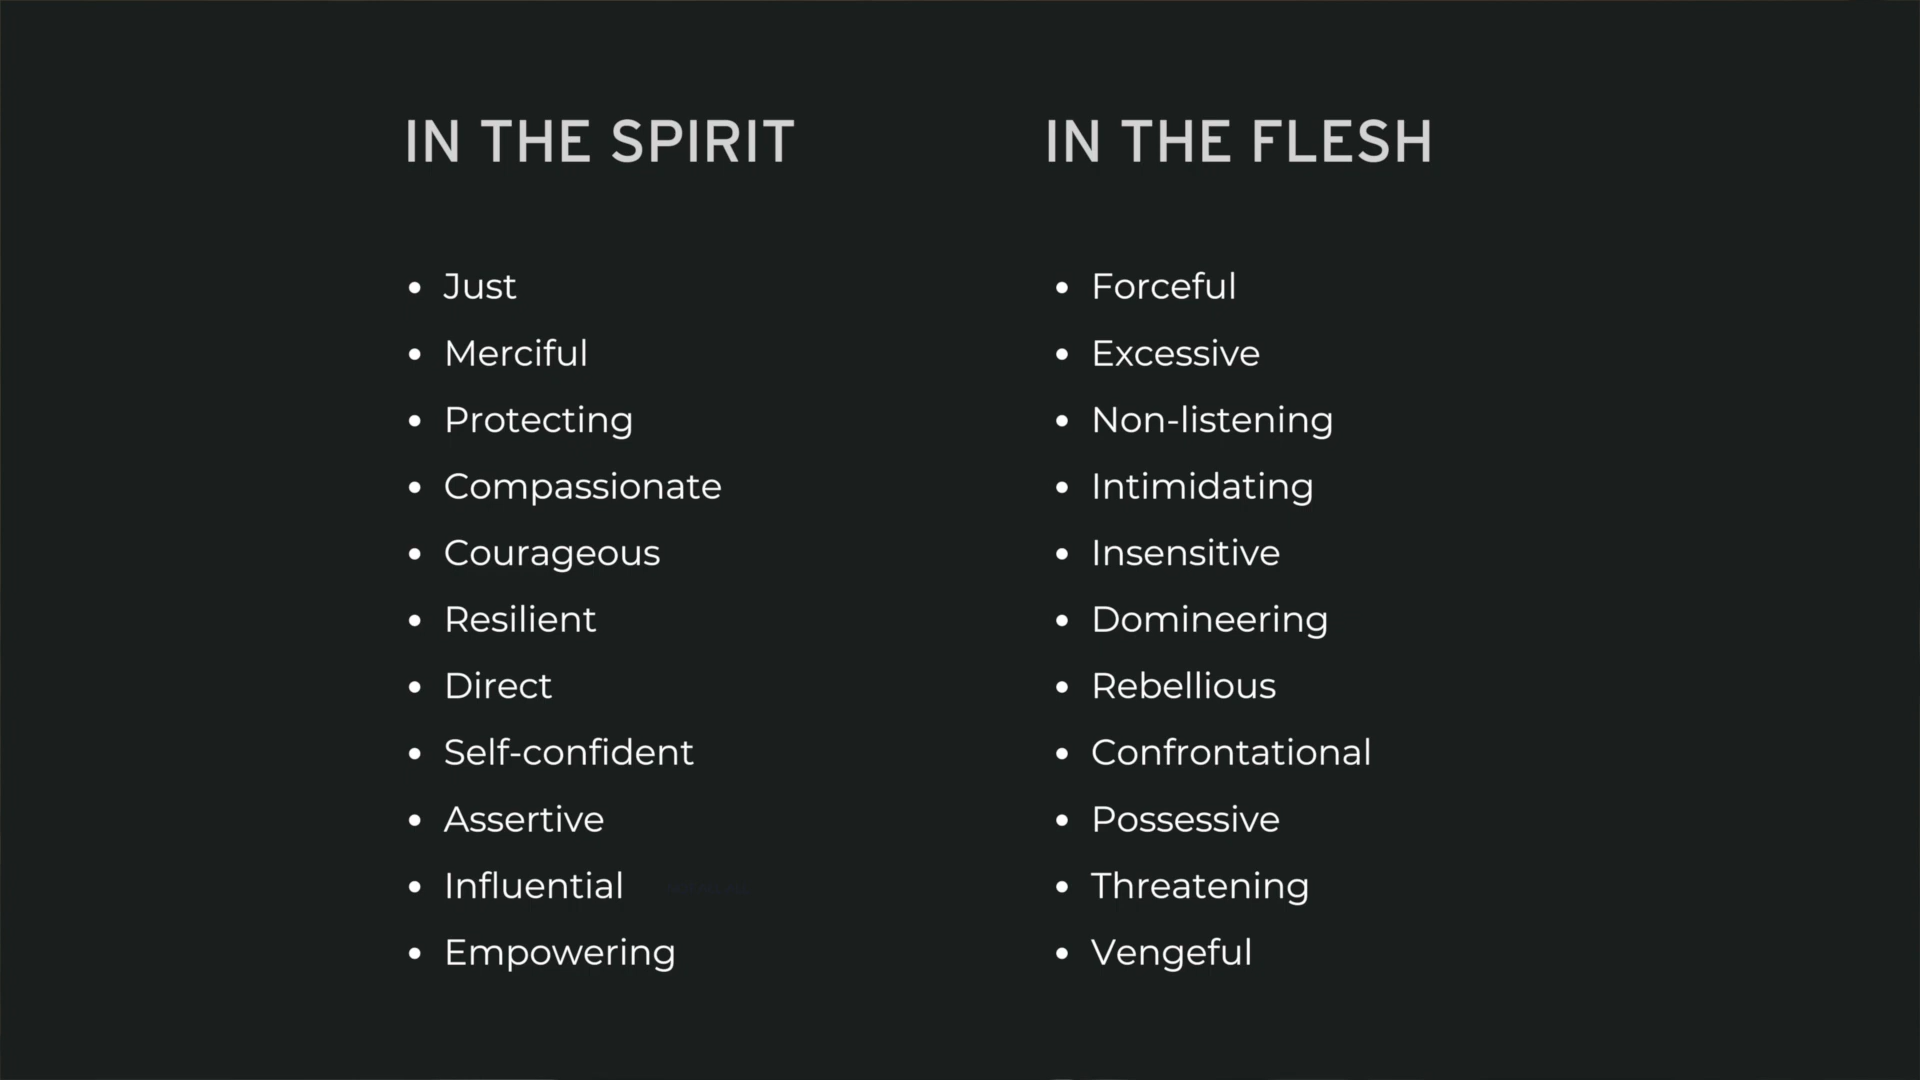 IN THE SPIRIT
• Just
• Merciful
• Protecting
• Compassionate
• Courageous
• Resilient
• Direct
• Self-confident
• Assertive
• Influential
• Empowering
IN THE FLESH
• Forceful
• Excessive
• Non-listening
• Intimidating
• Insensitive
• Domineering
• Rebellious
• Confrontational
• Possessive
• Threatening
• Vengeful